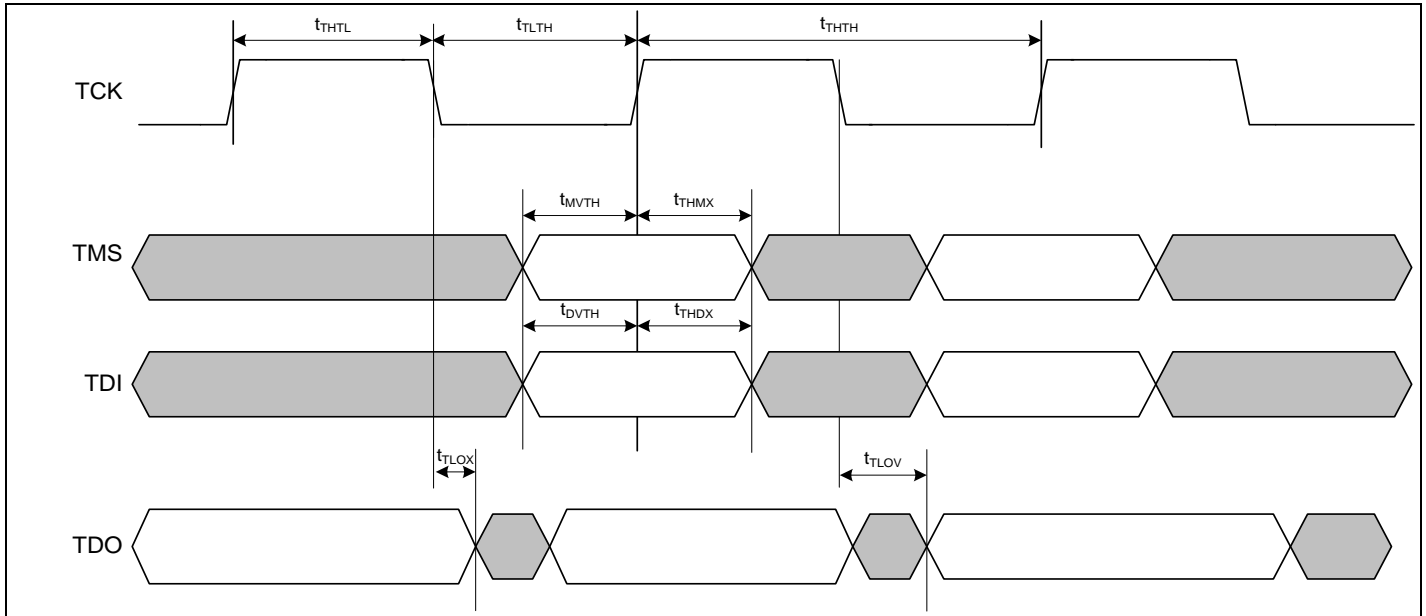 tTHTL tTLTH tTHTH
TCK
tMVTH tTHMX
TMS
tDVTH tTHDX
TDI
tTLOX tTLOV
TDO